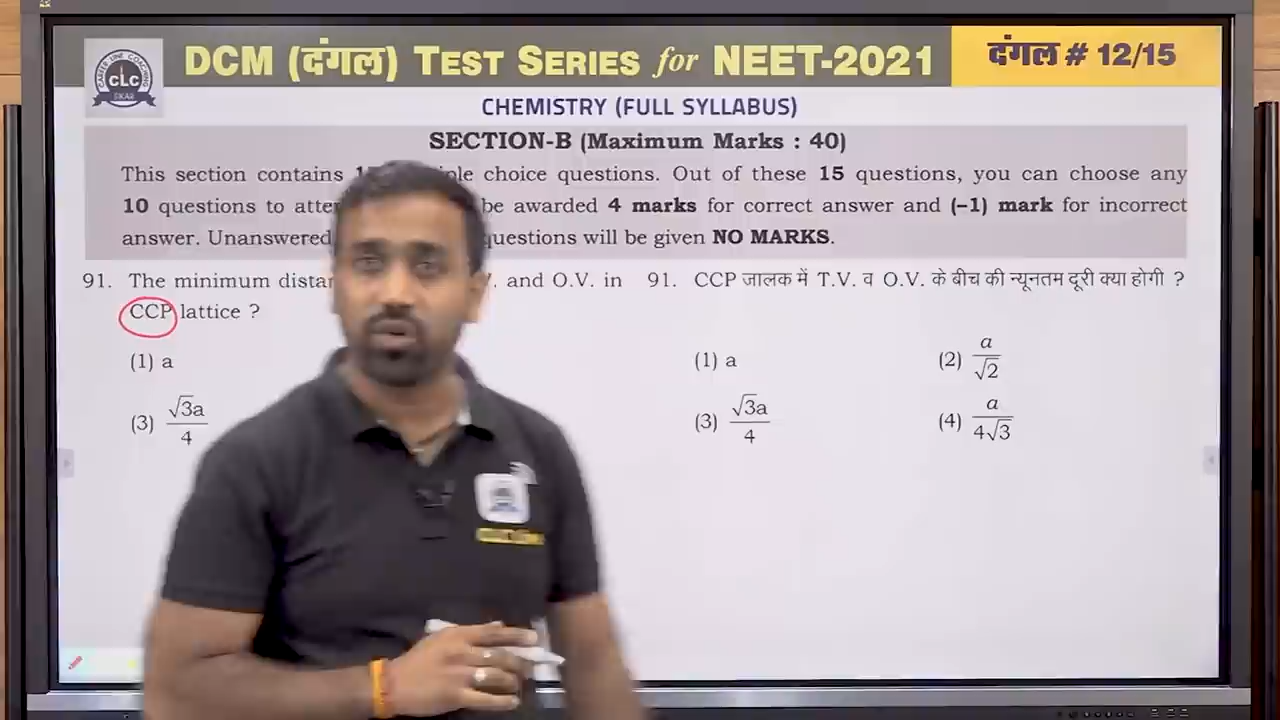 DCM (दंगल) TEST SERIES for NEET-2021
दंगल # 12/15
CLC
SIKAR
CHEMISTRY (FULL SYLLABUS)
SECTION-B (Maximum Marks : 40)
This section contains choice questions. Out of these 15 questions, you can choose any
10 questions to be awarded 4 marks for correct answer and (–1) mark for incorrect
answer. Unanswered questions will be given NO MARKS.
91. The minimum and O.V. in
CCP lattice ?
(1) a
(3) √3a/4
91. CCP जालक में T.V. व O.V. के बीच की न्यूनतम दूरी क्या होगी ?
(1) a (2) a/√2
(3) √3a/4 (4) a/4√3